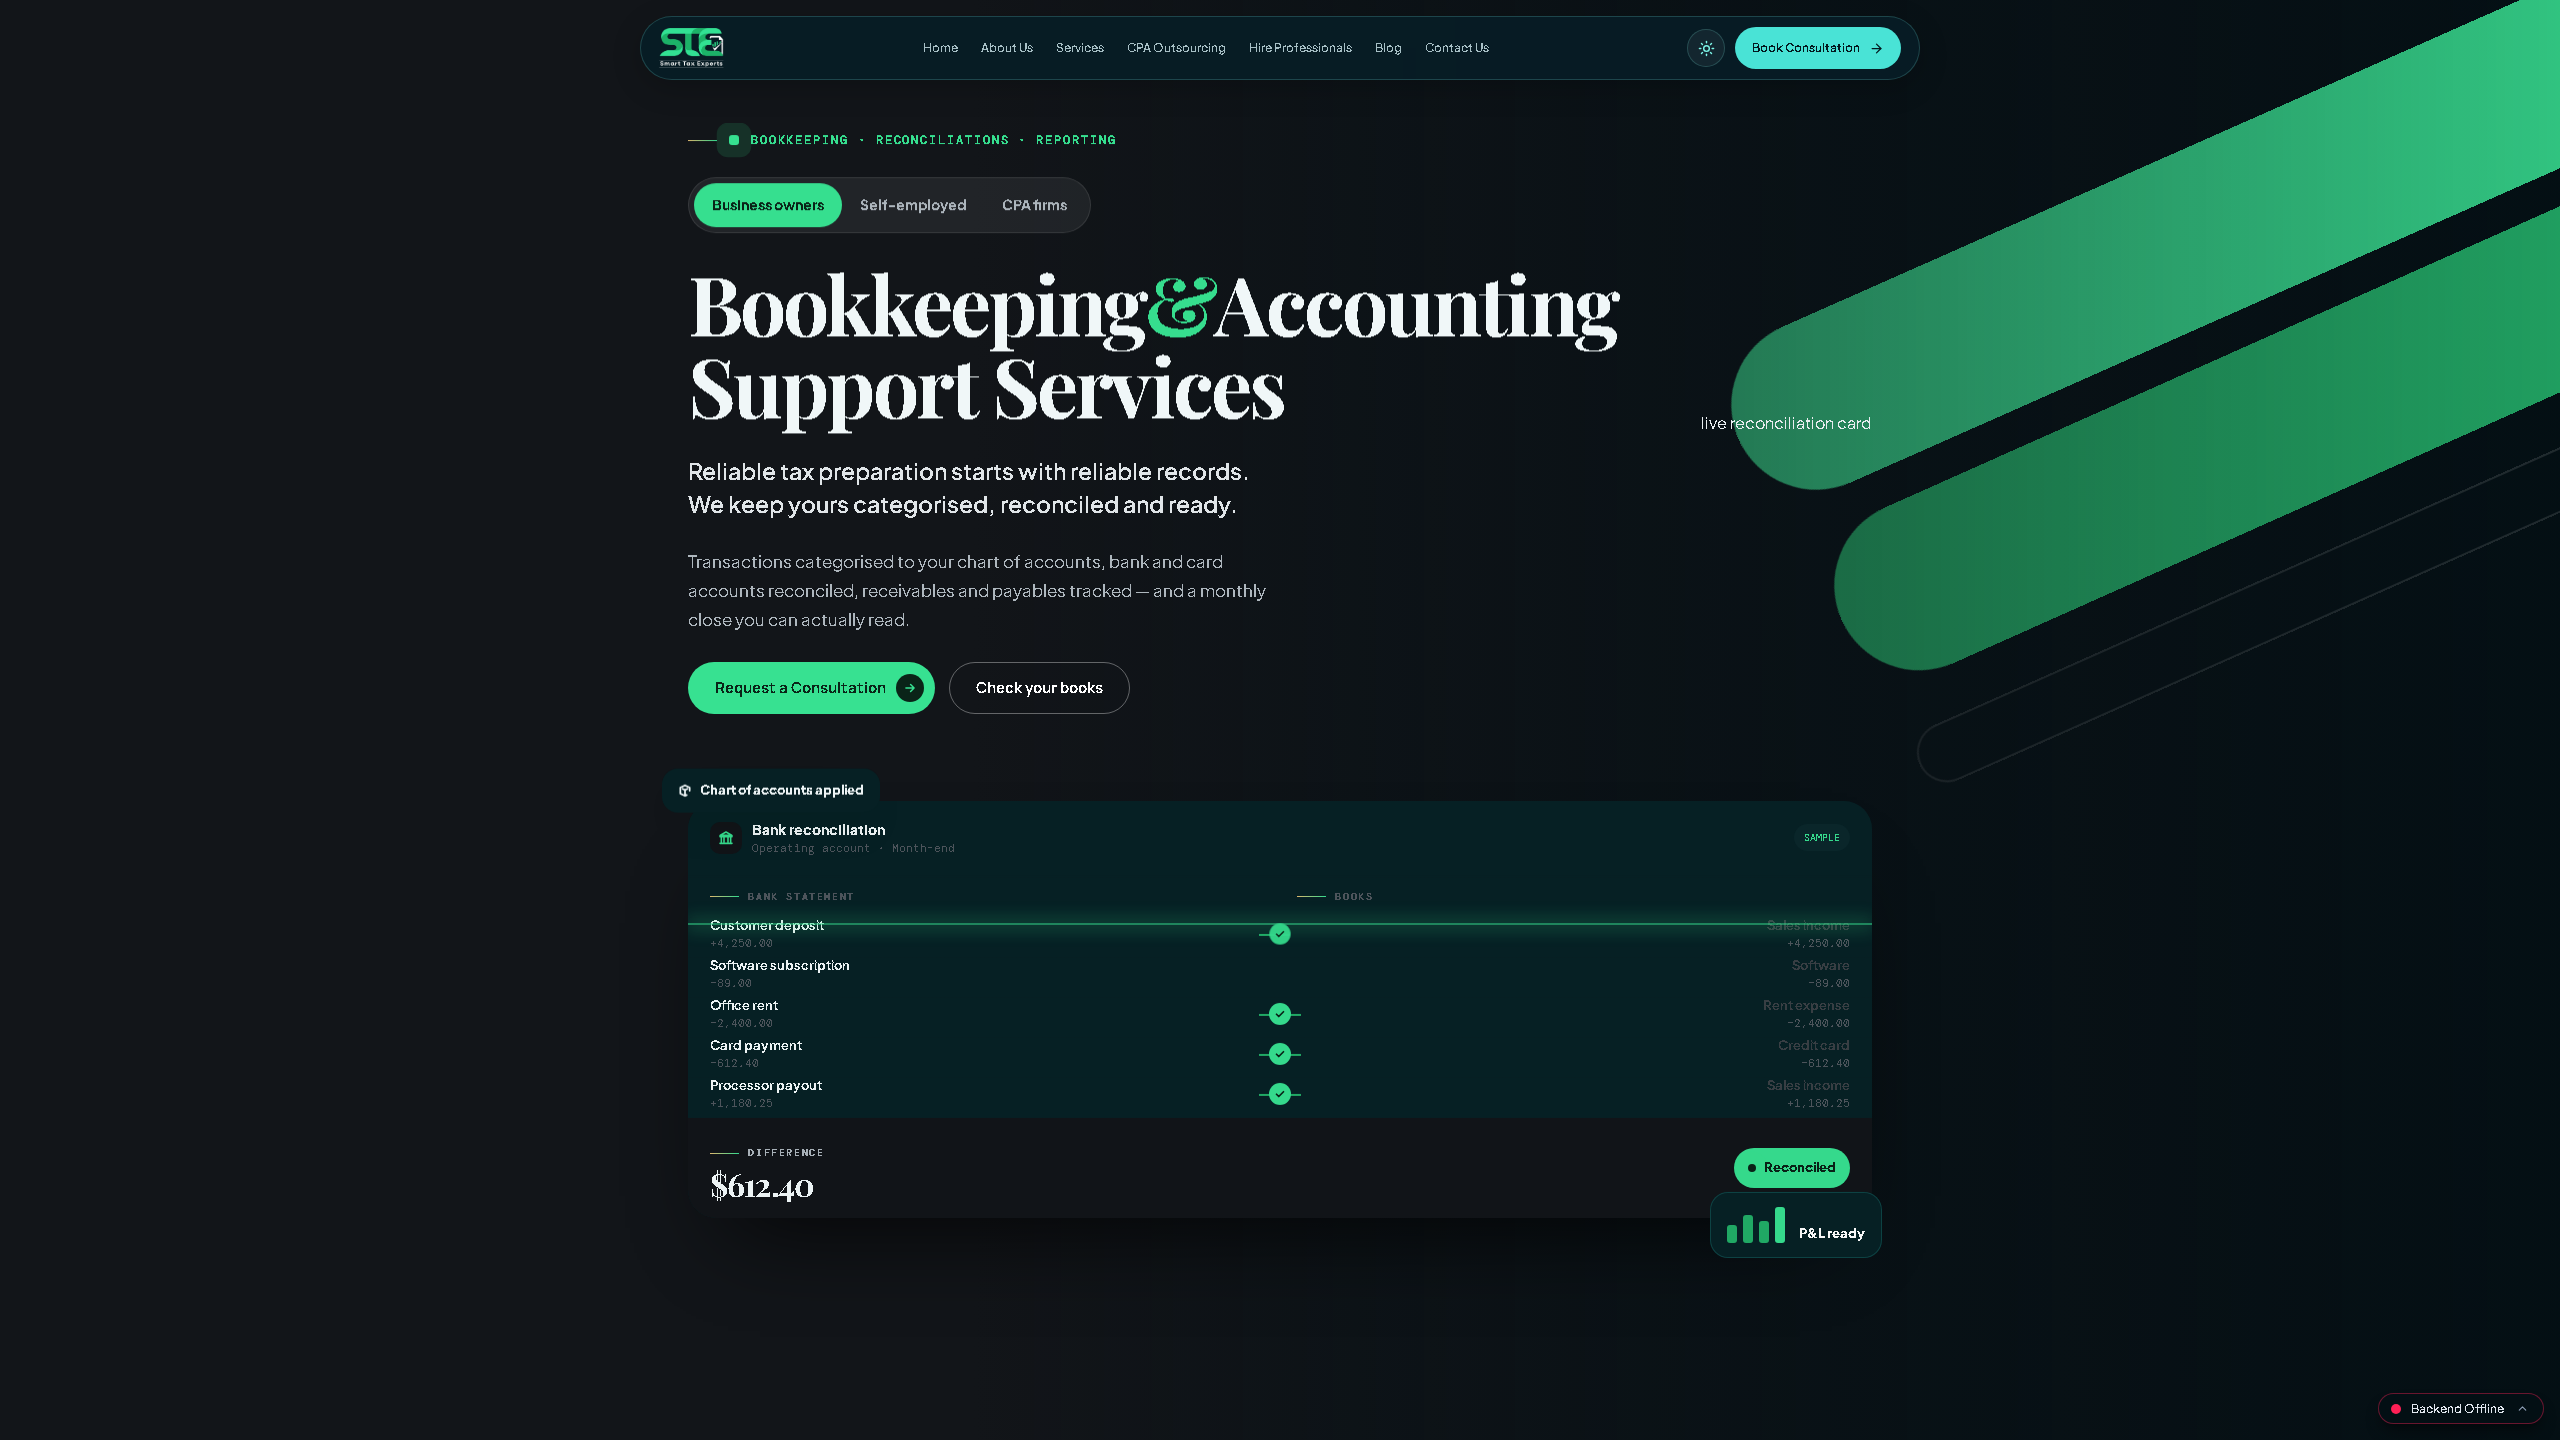 STE
Smart Tax Experts
Home About Us Services CPA Outsourcing Hire Professionals Blog Contact Us
Book Consultation
BOOKKEEPING · RECONCILIATIONS · REPORTING
Business owners Self-employed CPA firms
Bookkeeping & Accounting
Support Services
live reconciliation card
Reliable tax preparation starts with reliable records.
We keep yours categorised, reconciled and ready.
Transactions categorised to your chart of accounts, bank and card
accounts reconciled, receivables and payables tracked — and a monthly
close you can actually read.
Request a Consultation Check your books
Chart of accounts applied
Bank reconciliation
Operating account · Month-end
SAMPLE
BANK STATEMENT BOOKS
Customer deposit Sales income
+4,250.00 +4,250.00
Software subscription Software
−89.00 −89.00
Office rent Rent expense
−2,400.00 −2,400.00
Card payment Credit card
−612.40 −612.40
Processor payout Sales income
+1,180.25 +1,180.25
DIFFERENCE
$612.40
Reconciled
P&L ready
Backend Offline